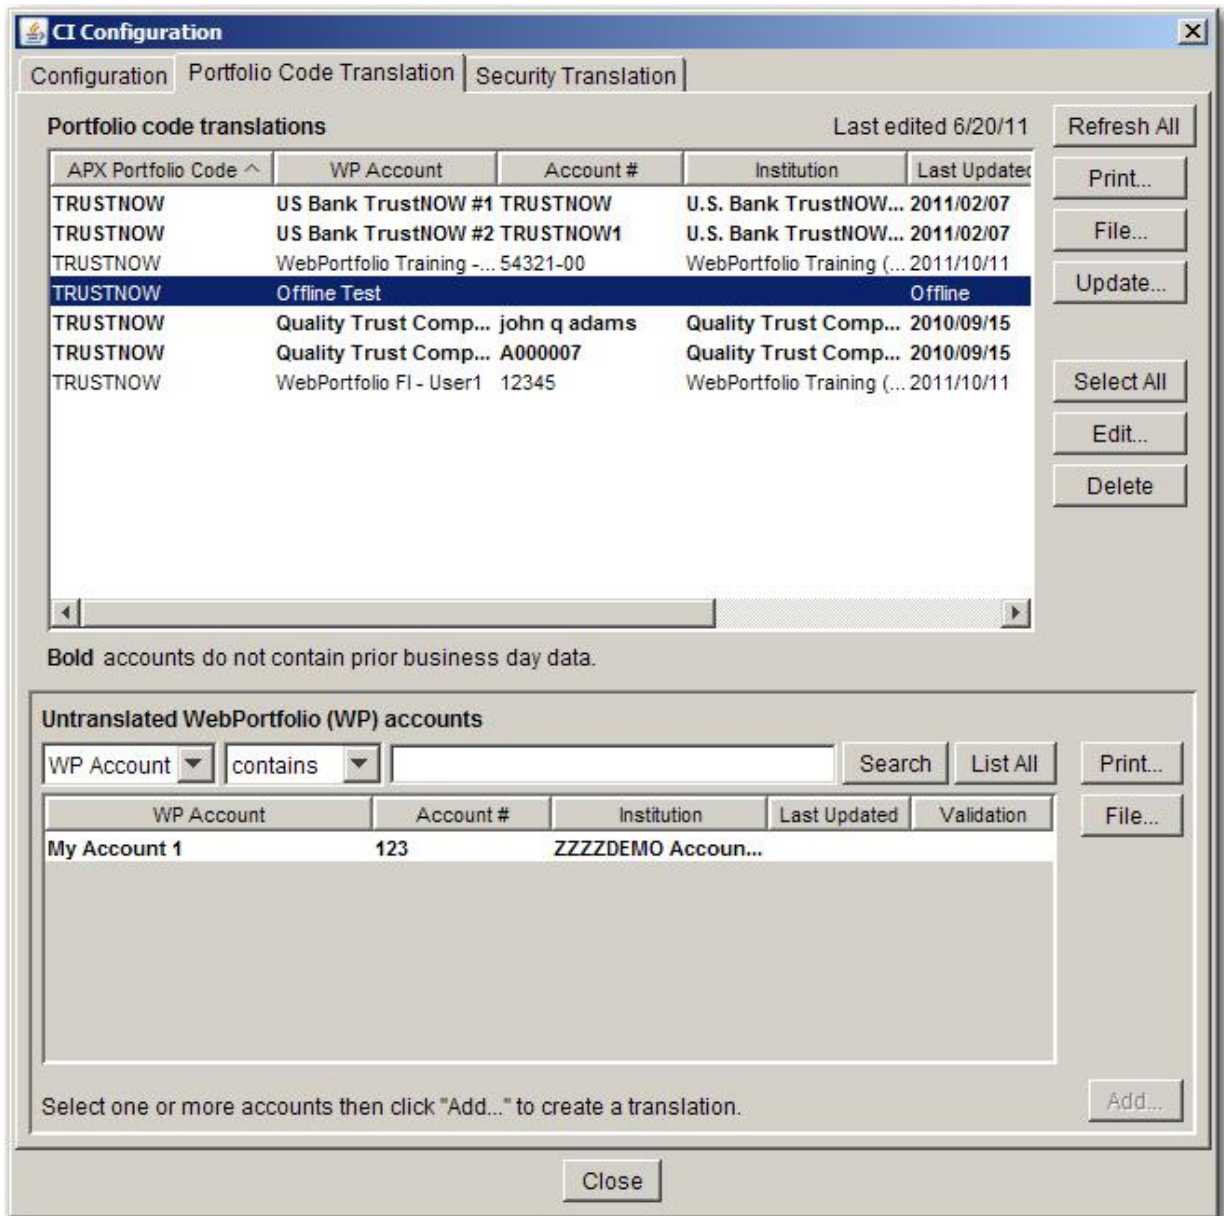 CI Configuration
Configuration Portfolio Code Translation Security Translation
Portfolio code translations Last edited 6/20/11 Refresh All
APX Portfolio Code WP Account Account # Institution Last Updated
Print...
TRUSTNOW US Bank TrustNOW #1 TRUSTNOW U.S. Bank TrustNOW... 2011/02/07
TRUSTNOW US Bank TrustNOW #2 TRUSTNOW1 U.S. Bank TrustNOW... 2011/02/07
File...
TRUSTNOW WebPortfolio Training -... 54321-00 WebPortfolio Training (... 2011/10/11
TRUSTNOW Offline Test Offline
Update...
TRUSTNOW Quality Trust Comp... john q adams Quality Trust Comp... 2010/09/15
TRUSTNOW Quality Trust Comp... A000007 Quality Trust Comp... 2010/09/15
TRUSTNOW WebPortfolio FI - User1 12345 WebPortfolio Training (... 2011/10/11
Select All
Edit...
Delete
Bold accounts do not contain prior business day data.
Untranslated WebPortfolio (WP) accounts
WP Account contains Search List All Print...
WP Account Account # Institution Last Updated Validation File...
My Account 1 123 ZZZZDEMO Accoun...
Select one or more accounts then click "Add..." to create a translation. Add...
Close